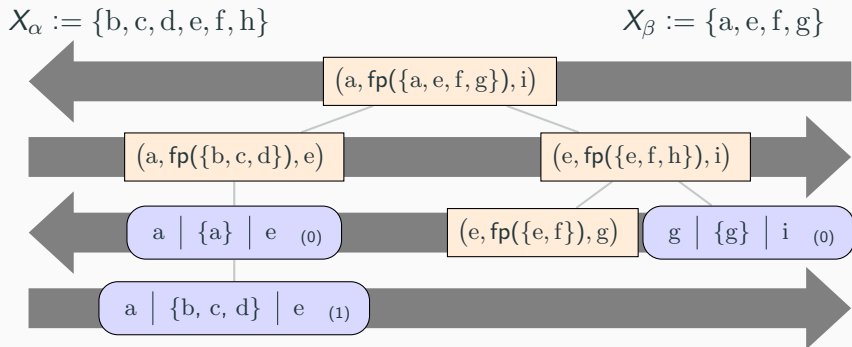 X_α := {b, c, d, e, f, h} X_β := {a, e, f, g}
(a, fp({a, e, f, g}), i)
(a, fp({b, c, d}), e) (e, fp({e, f, h}), i)
a | {a} | e (0) (e, fp({e, f}), g) g | {g} | i (0)
a | {b, c, d} | e (1)